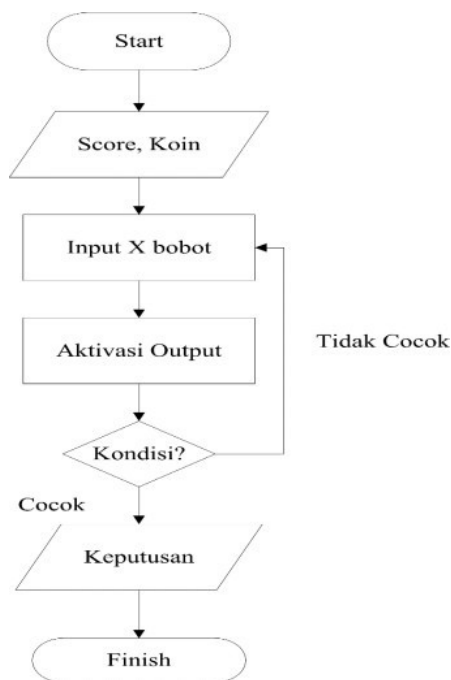 Start
Score, Koin
Input X bobot
Aktivasi Output
Tidak Cocok
Kondisi?
Cocok
Keputusan
Finish